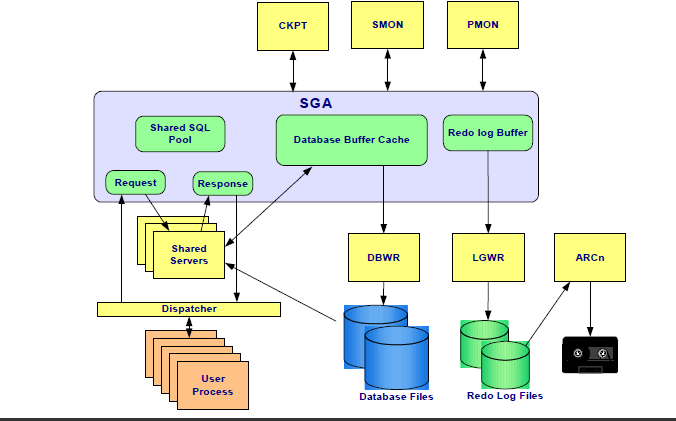 CKPT
SMON
PMON
SGA
Shared SQL
Pool
Database Buffer Cache
Redo log Buffer
Request
Response
Shared
Servers
DBWR
LGWR
ARCn
Dispatcher
User
Process
Database Files
Redo Log Files